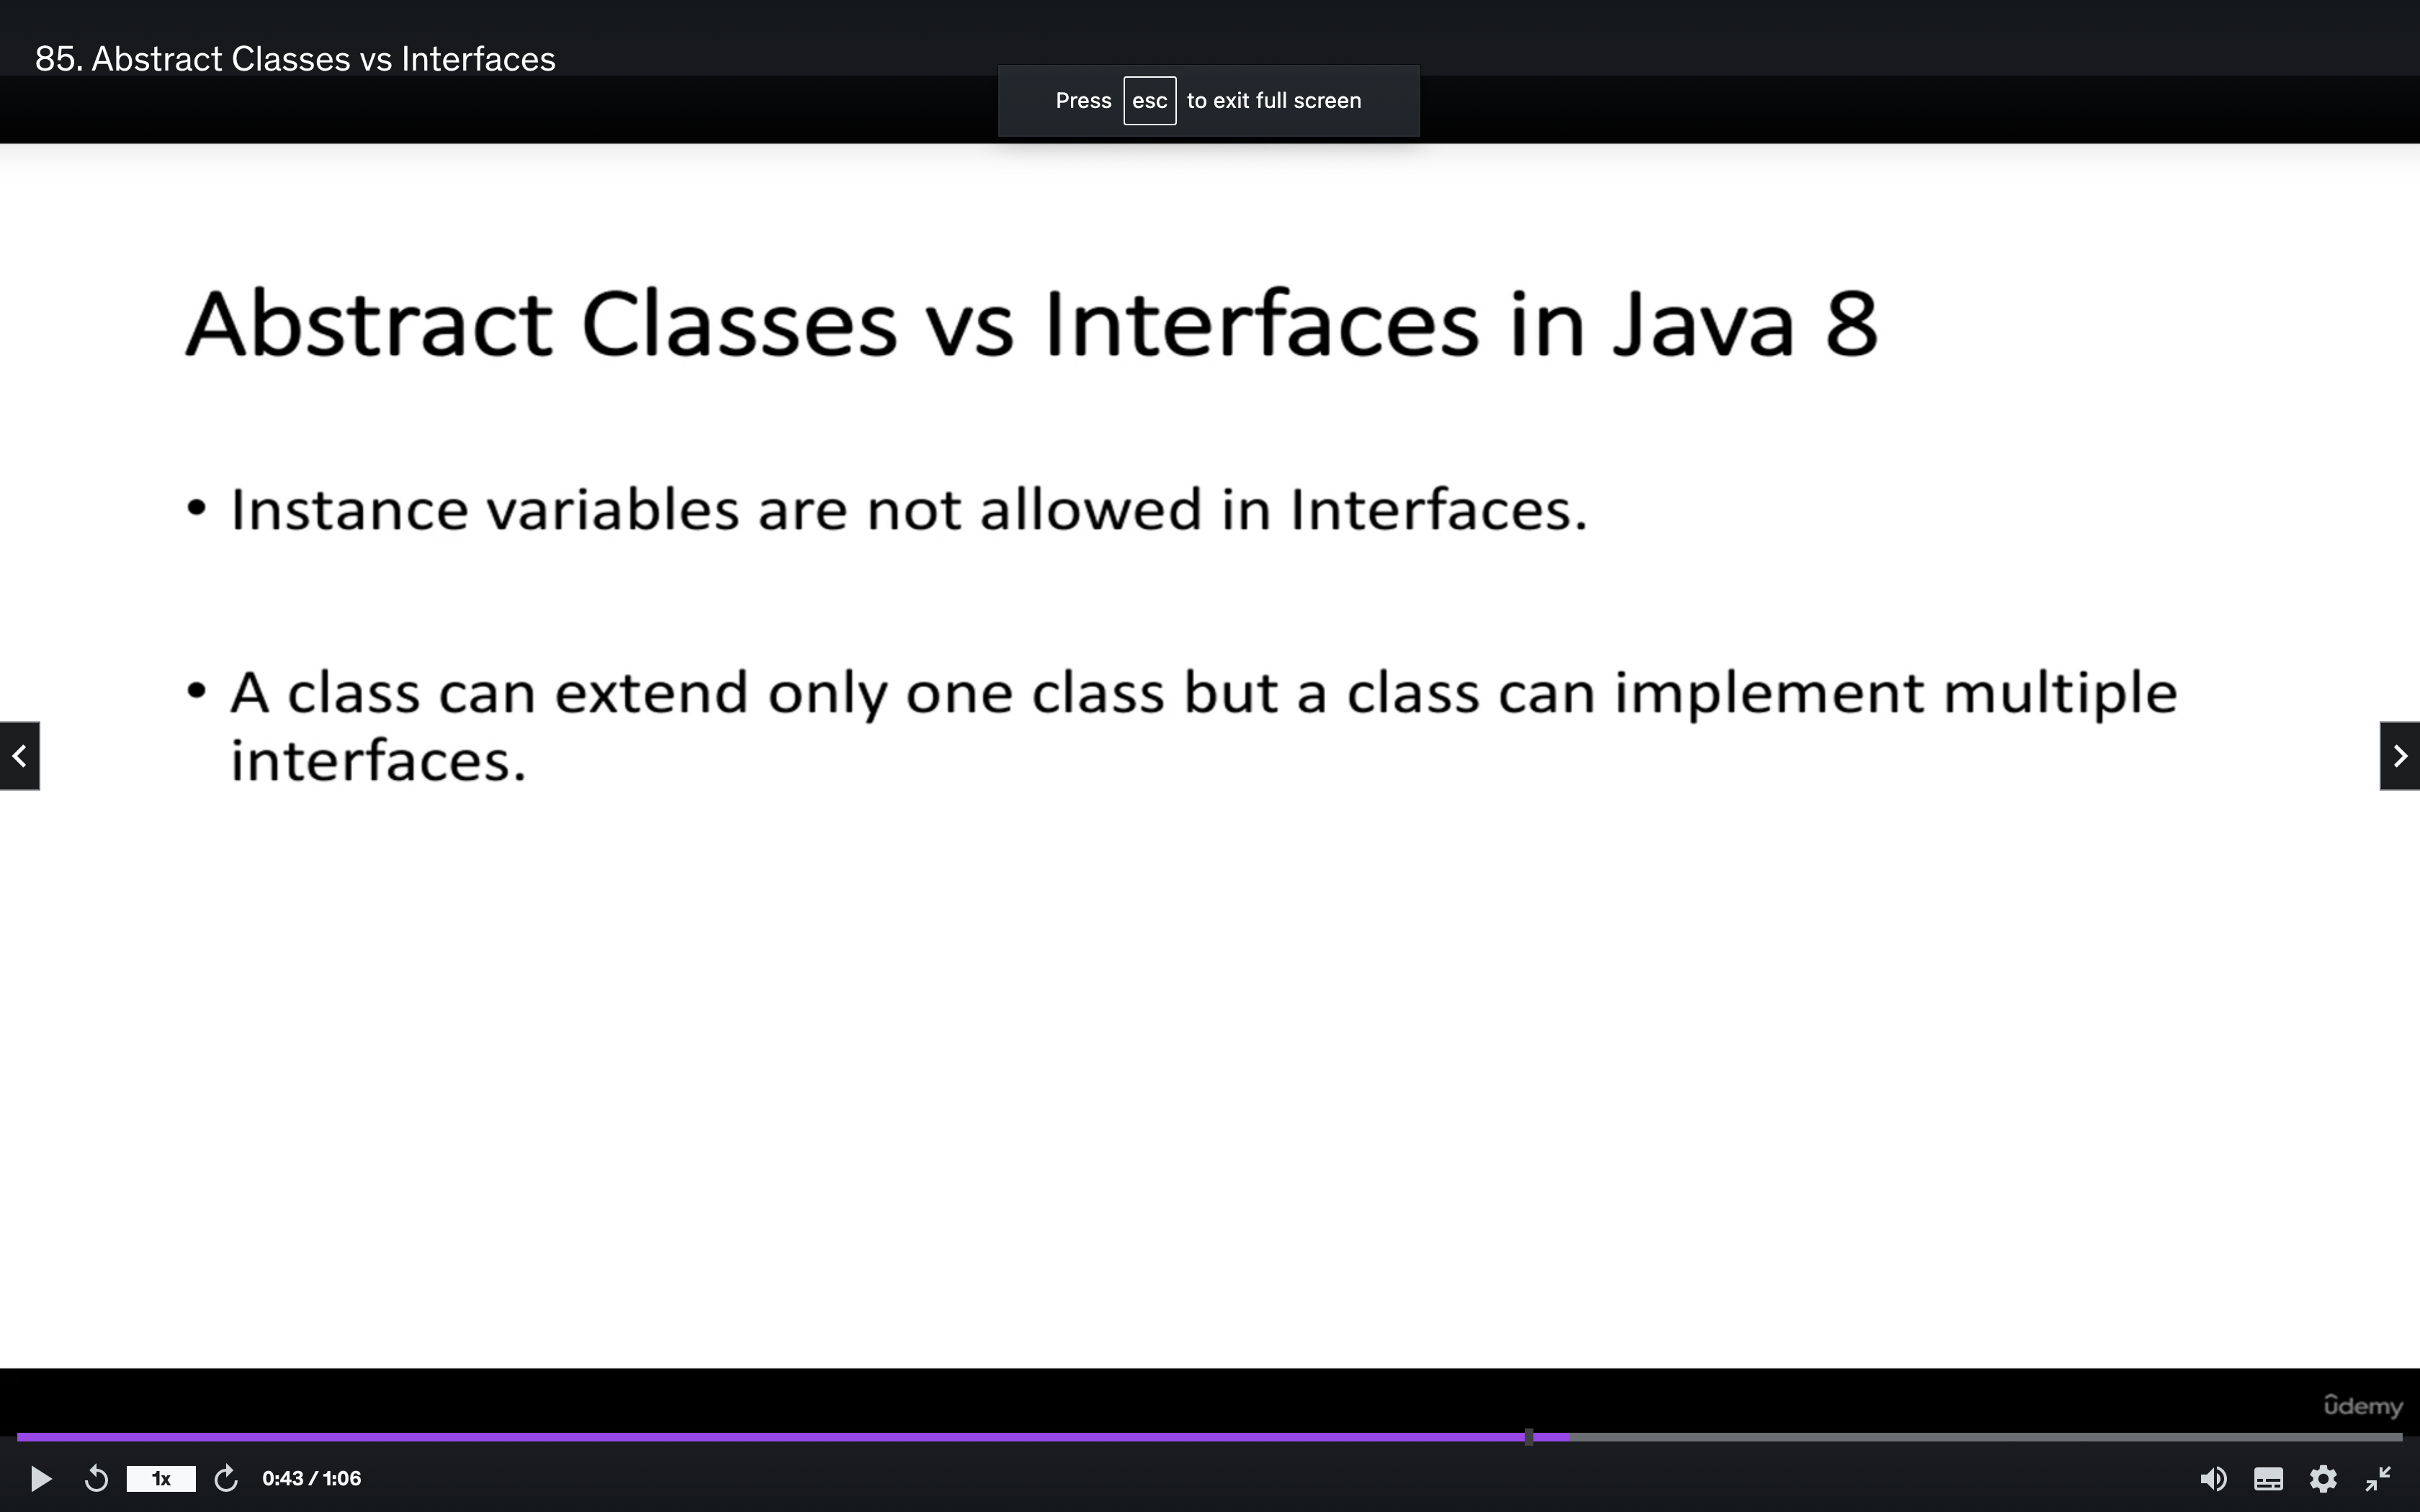 85. Abstract Classes vs Interfaces
Press esc to exit full screen
Abstract Classes vs Interfaces in Java 8
• Instance variables are not allowed in Interfaces.
• A class can extend only one class but a class can implement multiple
interfaces.
ûdemy
1x
0:43 / 1:06